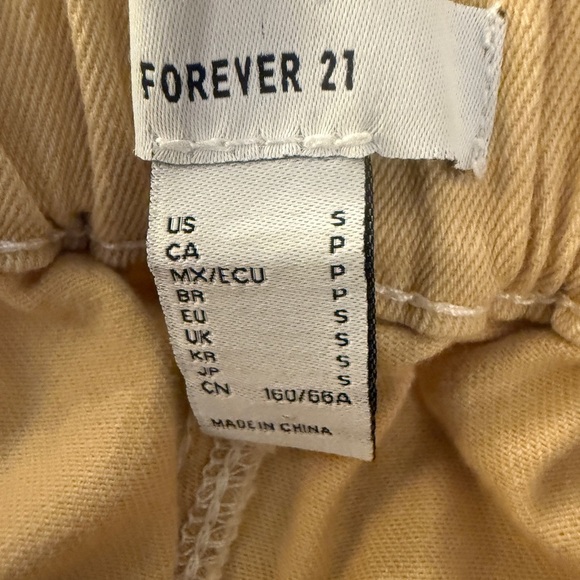 FOREVER 21
US S
CA P
MX/ECU P
BR P
EU S
UK S
KR S
JP S
CN 160/66A
MADE IN CHINA